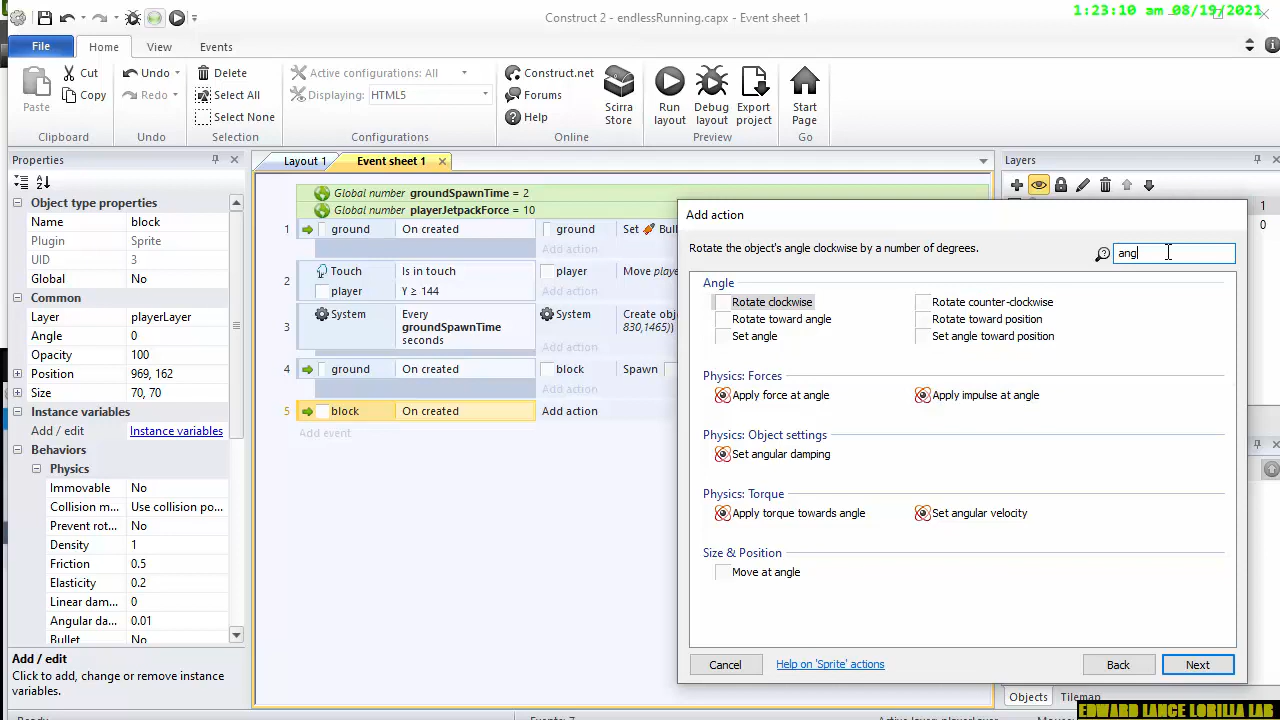 Construct 2 - endlessRunning.capx - Event sheet 1
1:23:10 am 08/19/2021
File
Home
View
Events
Paste
Cut
Copy
Clipboard
Undo
Redo
Undo
Delete
Select All
Select None
Selection
Active configurations: All
Displaying:
HTML5
Configurations
Construct.net
Forums
Help
Scirra Store
Online
Run layout
Debug layout
Export project
Preview
Start Page
Go
Properties
Object type properties
Name block
Plugin Sprite
UID 3
Global No
Common
Layer playerLayer
Angle 0
Opacity 100
Position 969, 162
Size 70, 70
Instance variables
Add / edit Instance variables
Behaviors
Physics
Immovable No
Collision m... Use collision po...
Prevent rot... No
Density 1
Friction 0.5
Elasticity 0.2
Linear dam... 0
Angular da... 0.01
Bullet No
Add / edit
Click to add, change or remove instance variables.
Layout 1
Event sheet 1
Global number groundSpawnTime = 2
Global number playerJetpackForce = 10
1 ground On created ground Set Bull
Add action
2 Touch Is in touch player Move playe
player Y ≥ 144 Add action
3 System Every groundSpawnTime seconds System Create obje
830,1465))
Add action
4 ground On created block Spawn
Add action
5 block On created Add action
Add event
Layers
1
0
Add action
Rotate the object's angle clockwise by a number of degrees.
ang
Angle
Rotate clockwise
Rotate counter-clockwise
Rotate toward angle
Rotate toward position
Set angle
Set angle toward position
Physics: Forces
Apply force at angle
Apply impulse at angle
Physics: Object settings
Set angular damping
Physics: Torque
Apply torque towards angle
Set angular velocity
Size & Position
Move at angle
Cancel
Help on 'Sprite' actions
Back
Next
Objects
Tilemap
EDWARD LANCE LORILLA LAB